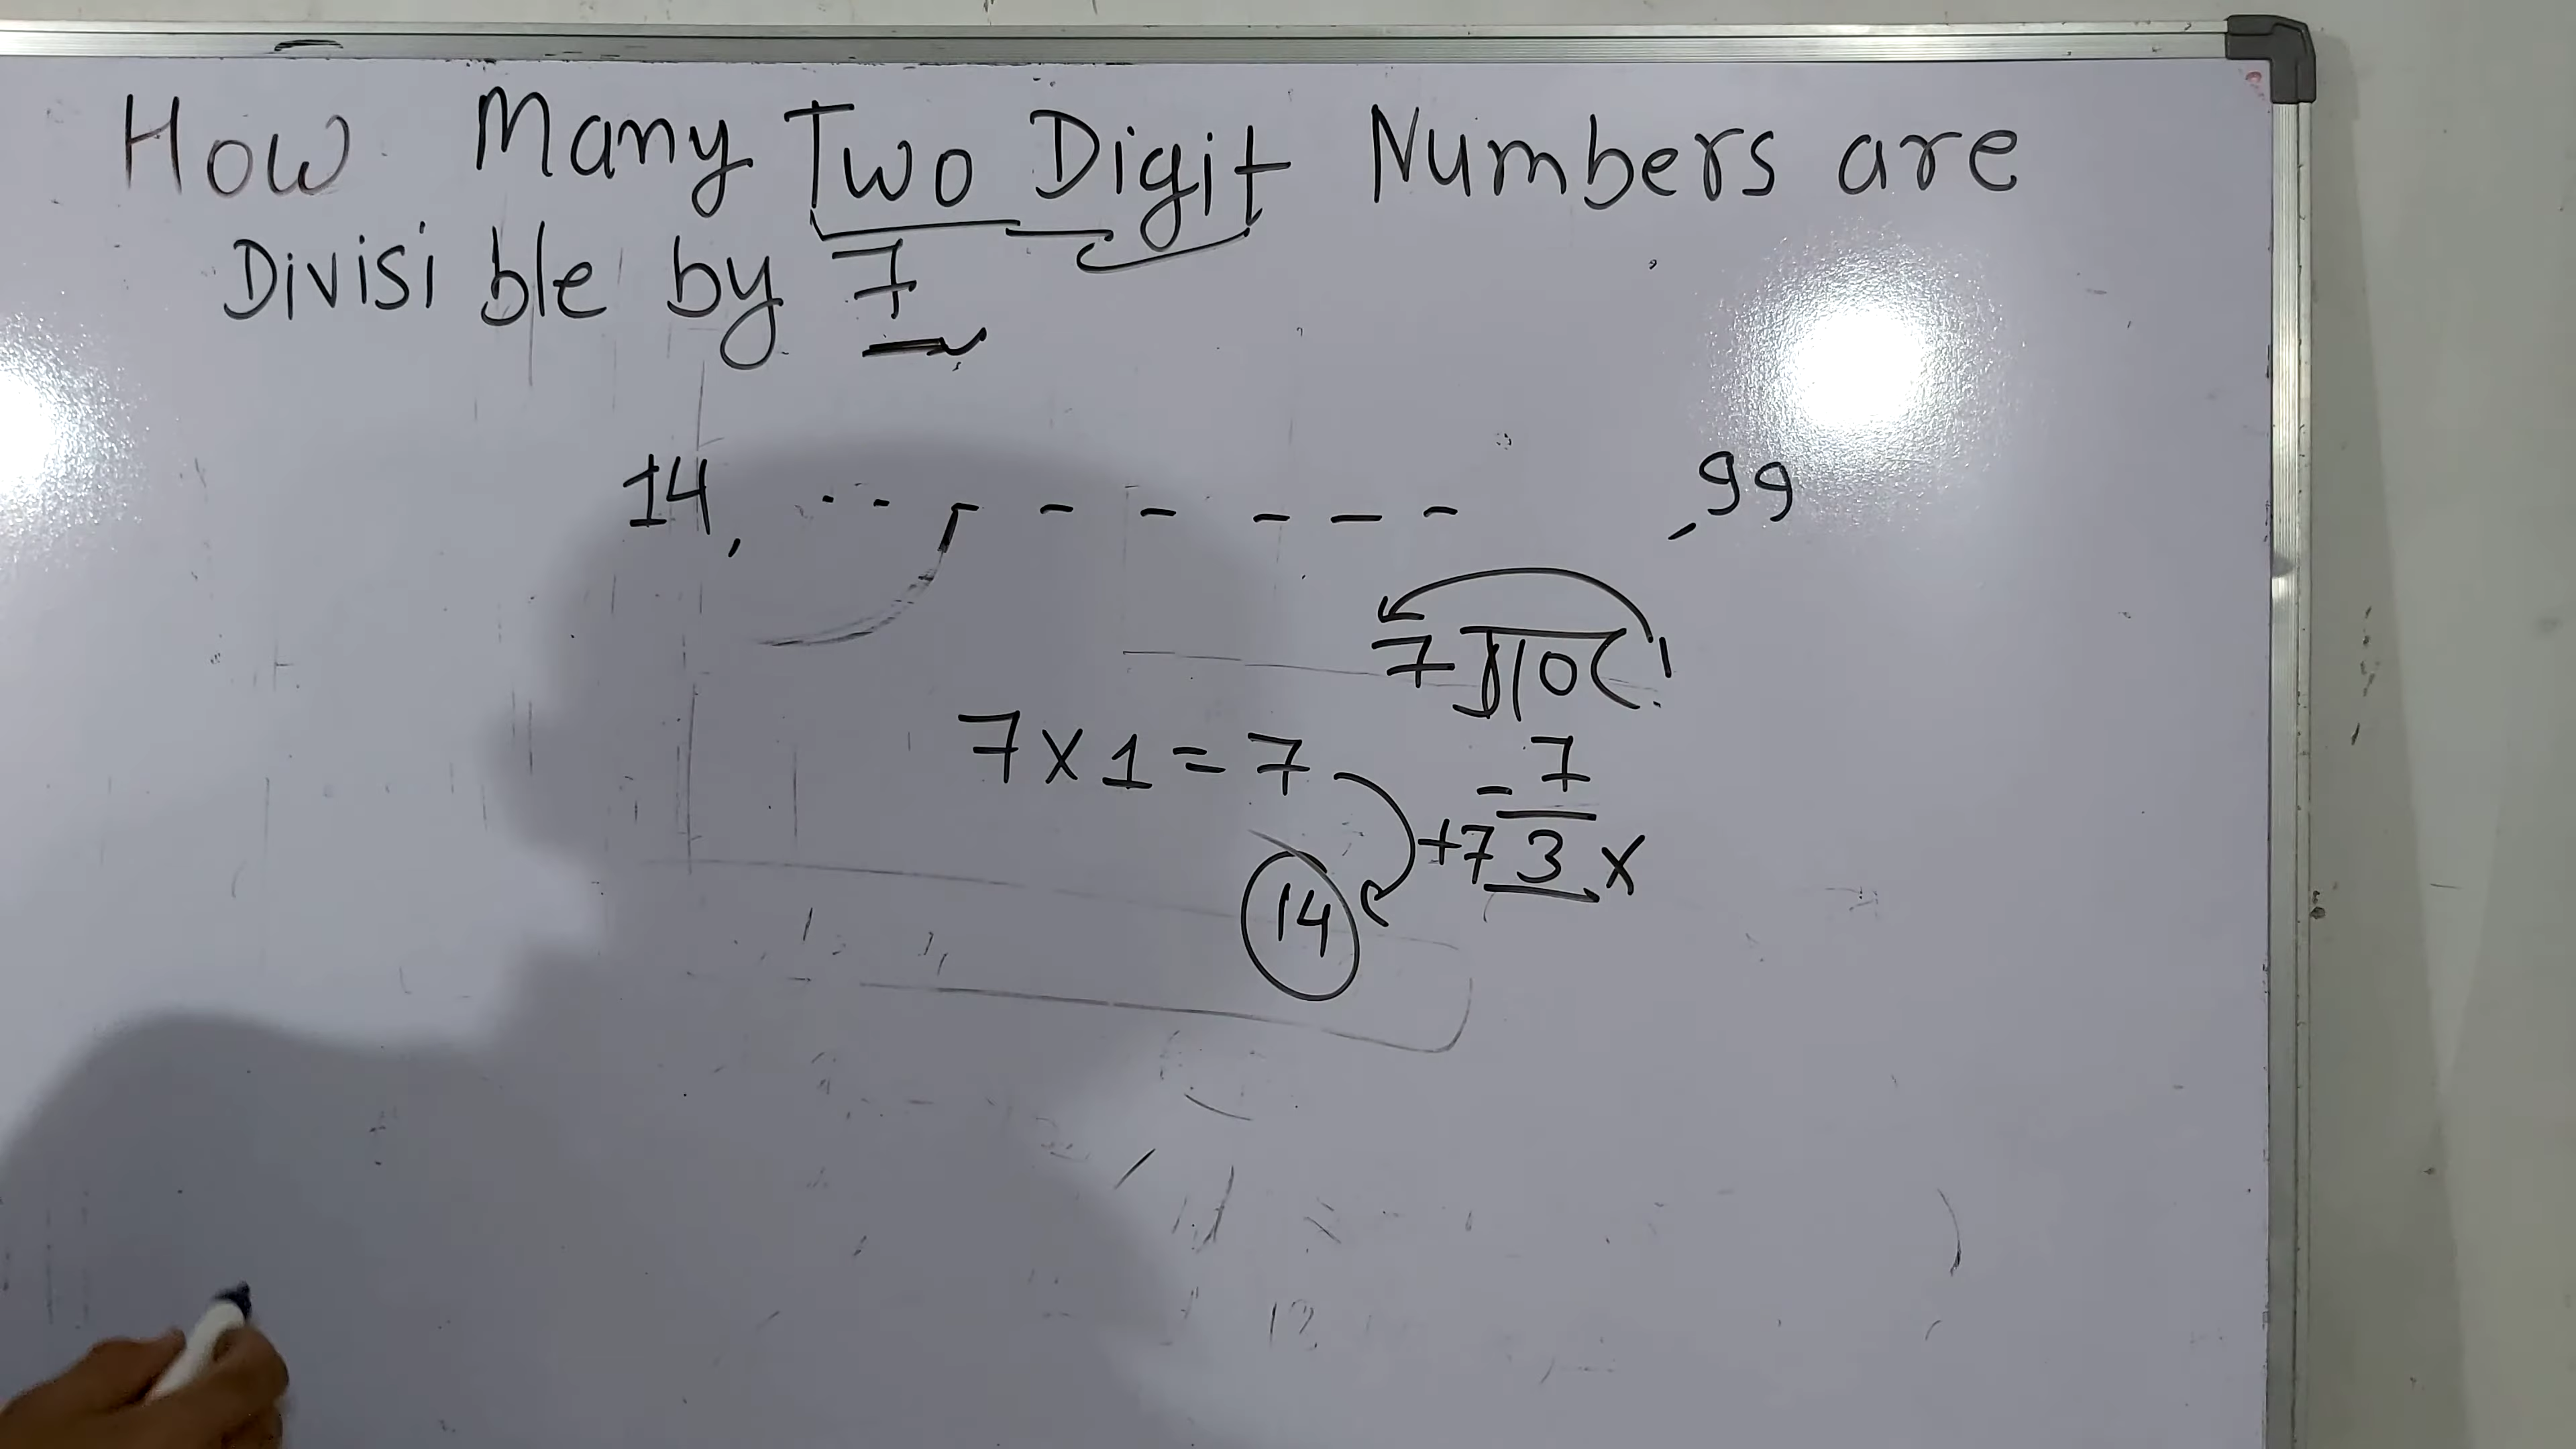 How Many Two Digit Numbers are
Divisible by 7
14, .. - - - - - - - , 99
7)10(1
7 x 1 = 7
- 7
+7
3 x
14